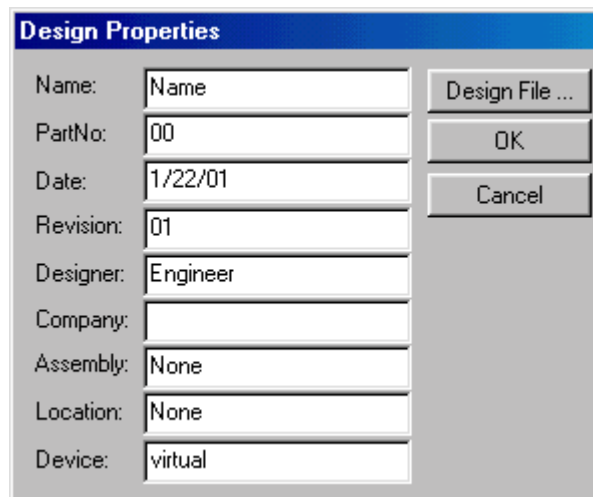 Design Properties
Name: Name Design File ...
PartNo: 00 OK
Date: 1/22/01
Cancel
Revision: 01
Designer: Engineer
Company:
Assembly: None
Location: None
Device: virtual